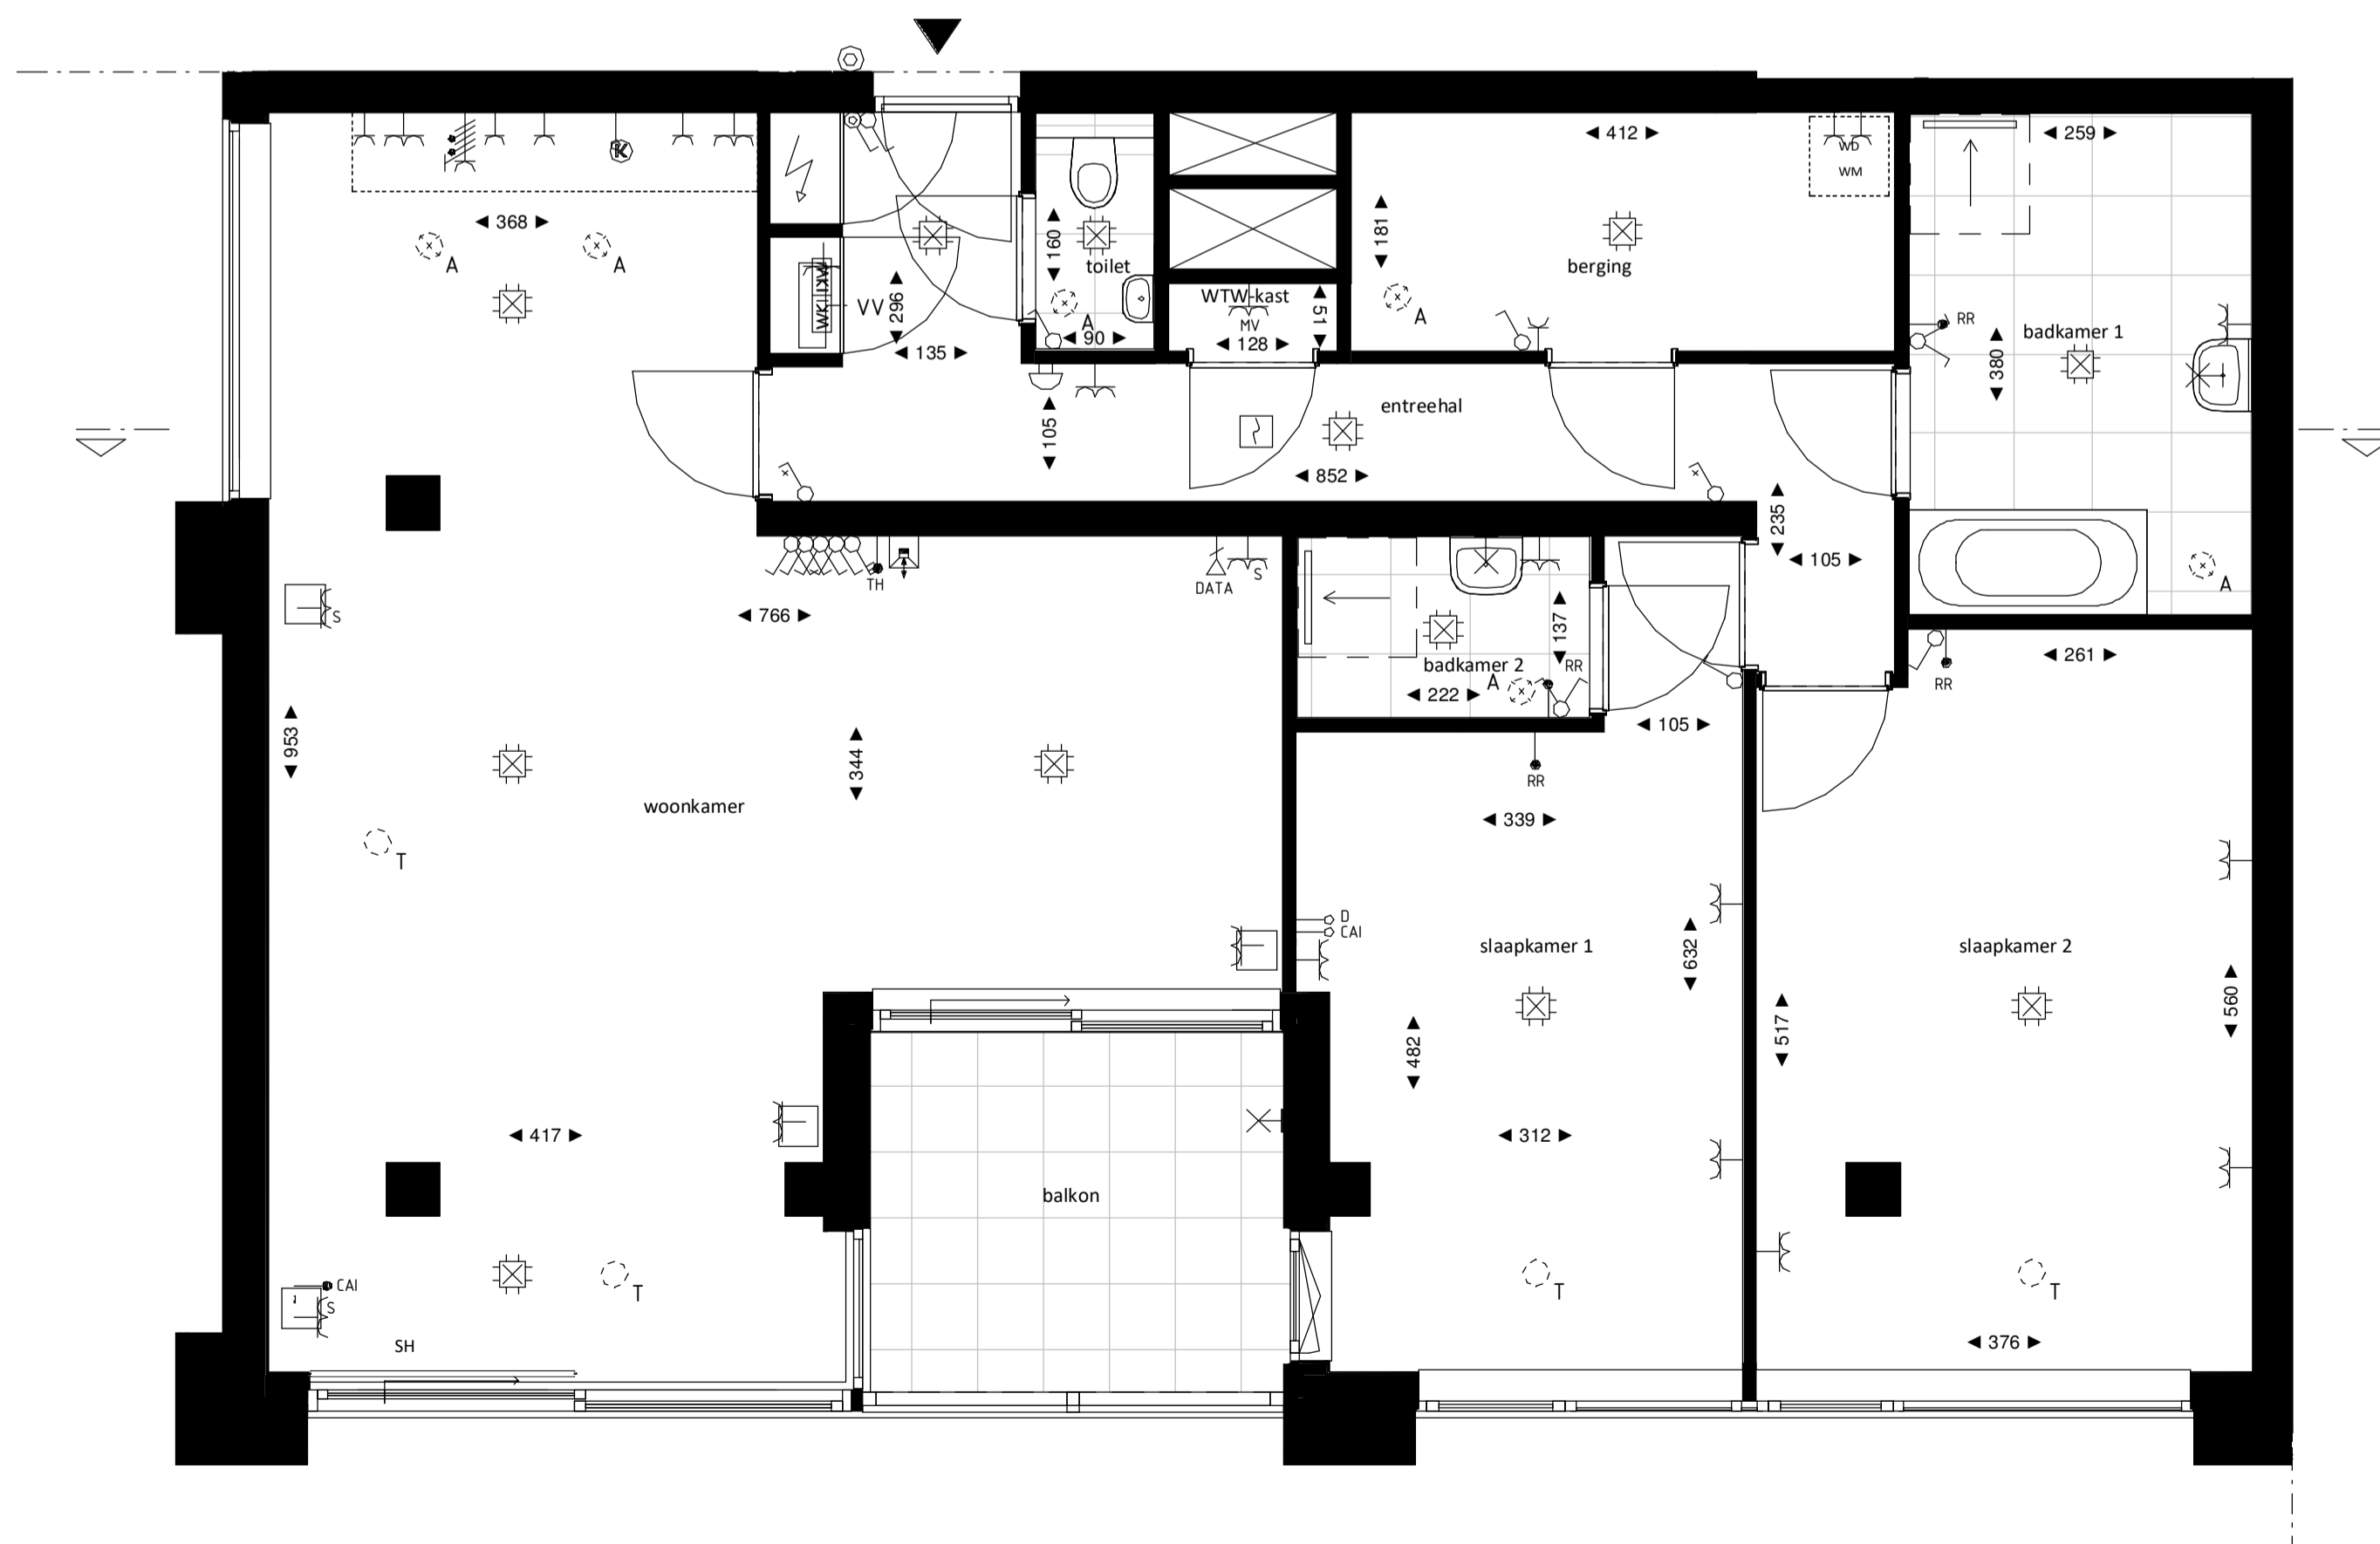 412
259
WD
WM
K
368
A
A
181
160
toilet
berging
A
WTW-kast
MV
128
51
WKI
VV
296
135
A
90
RR
badkamer 1
380
105
entreehal
852
235
105
A
TH
DATA
S
S
766
137
badkamer 2
RR
A
222
105
261
RR
953
344
RR
woonkamer
339
T
D
CAI
slaapkamer 1
632
slaapkamer 2
560
517
482
417
312
balkon
T
T
T
CAI
S
SH
376